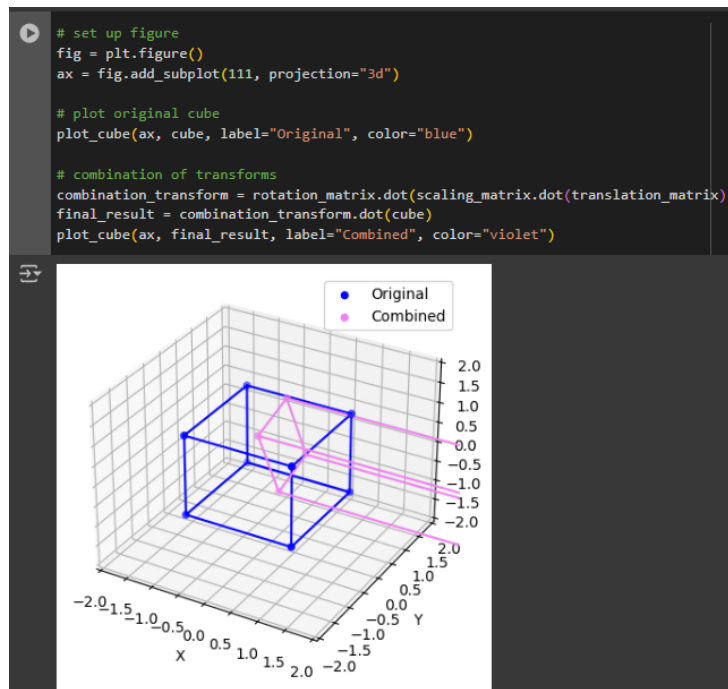 # set up figure
fig = plt.figure()
ax = fig.add_subplot(111, projection="3d")
# plot original cube
plot_cube(ax, cube, label="Original", color="blue")
# combination of transforms
combination_transform = rotation_matrix.dot(scaling_matrix.dot(translation_matrix)
final_result = combination_transform.dot(cube)
plot_cube(ax, final_result, label="Combined", color="violet")
Original
Combined
2.0
1.5
1.0
0.5
0.0
−0.5
−1.0
−1.5
−2.0
2.0
1.5
1.0
0.5
0.0
−0.5
−1.0
−1.5
−2.0
Y
−2.0
−1.5
−1.0
−0.5
0.0
0.5
1.0
1.5
2.0
X